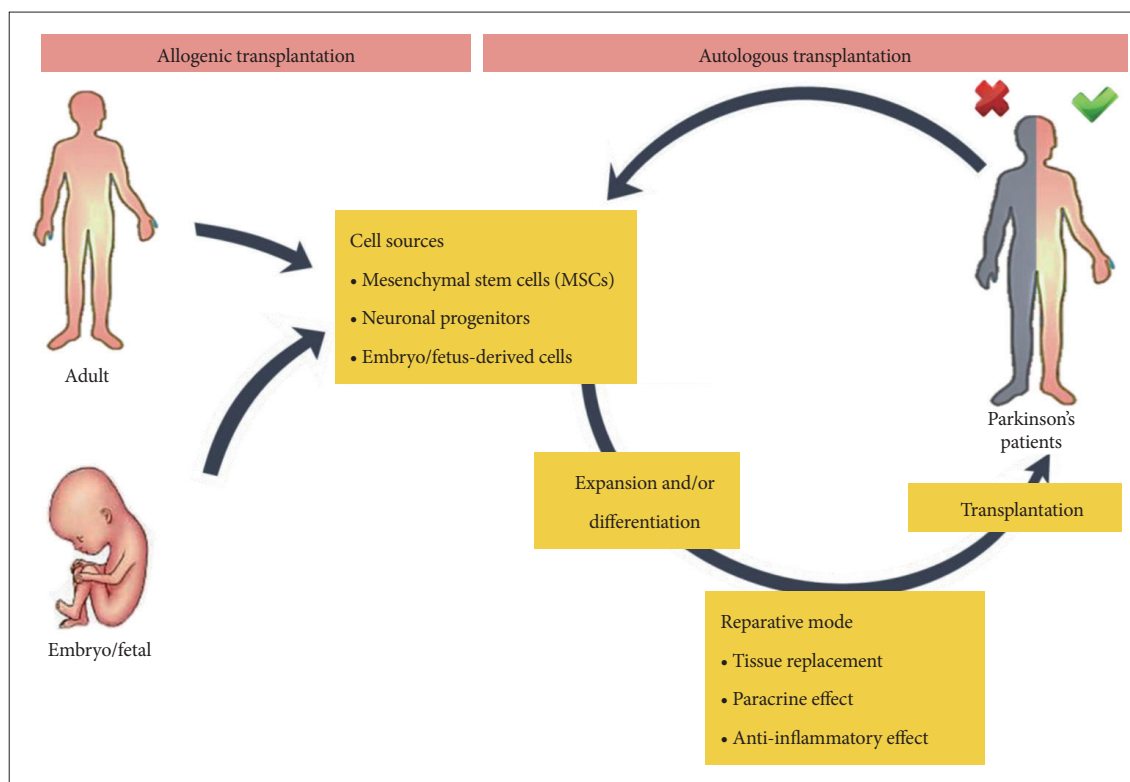 Allogenic transplantation
Autologous transplantation
Cell sources
• Mesenchymal stem cells (MSCs)
• Neuronal progenitors
• Embryo/fetus-derived cells
Adult
Parkinson's
patients
Expansion and/or
differentiation
Transplantation
Embryo/fetal
Reparative mode
• Tissue replacement
• Paracrine effect
• Anti-inflammatory effect